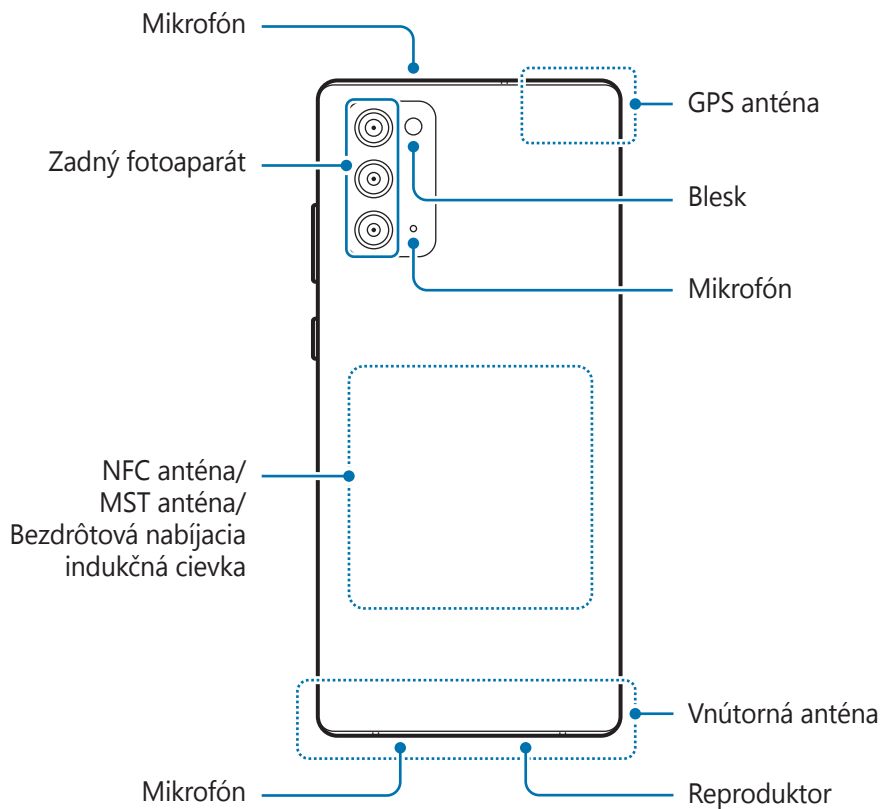 Mikrofón
GPS anténa
Zadný fotoaparát
Blesk
Mikrofón
NFC anténa/
MST anténa/
Bezdrôtová nabíjacia
indukčná cievka
Vnútorná anténa
Mikrofón
Reproduktor